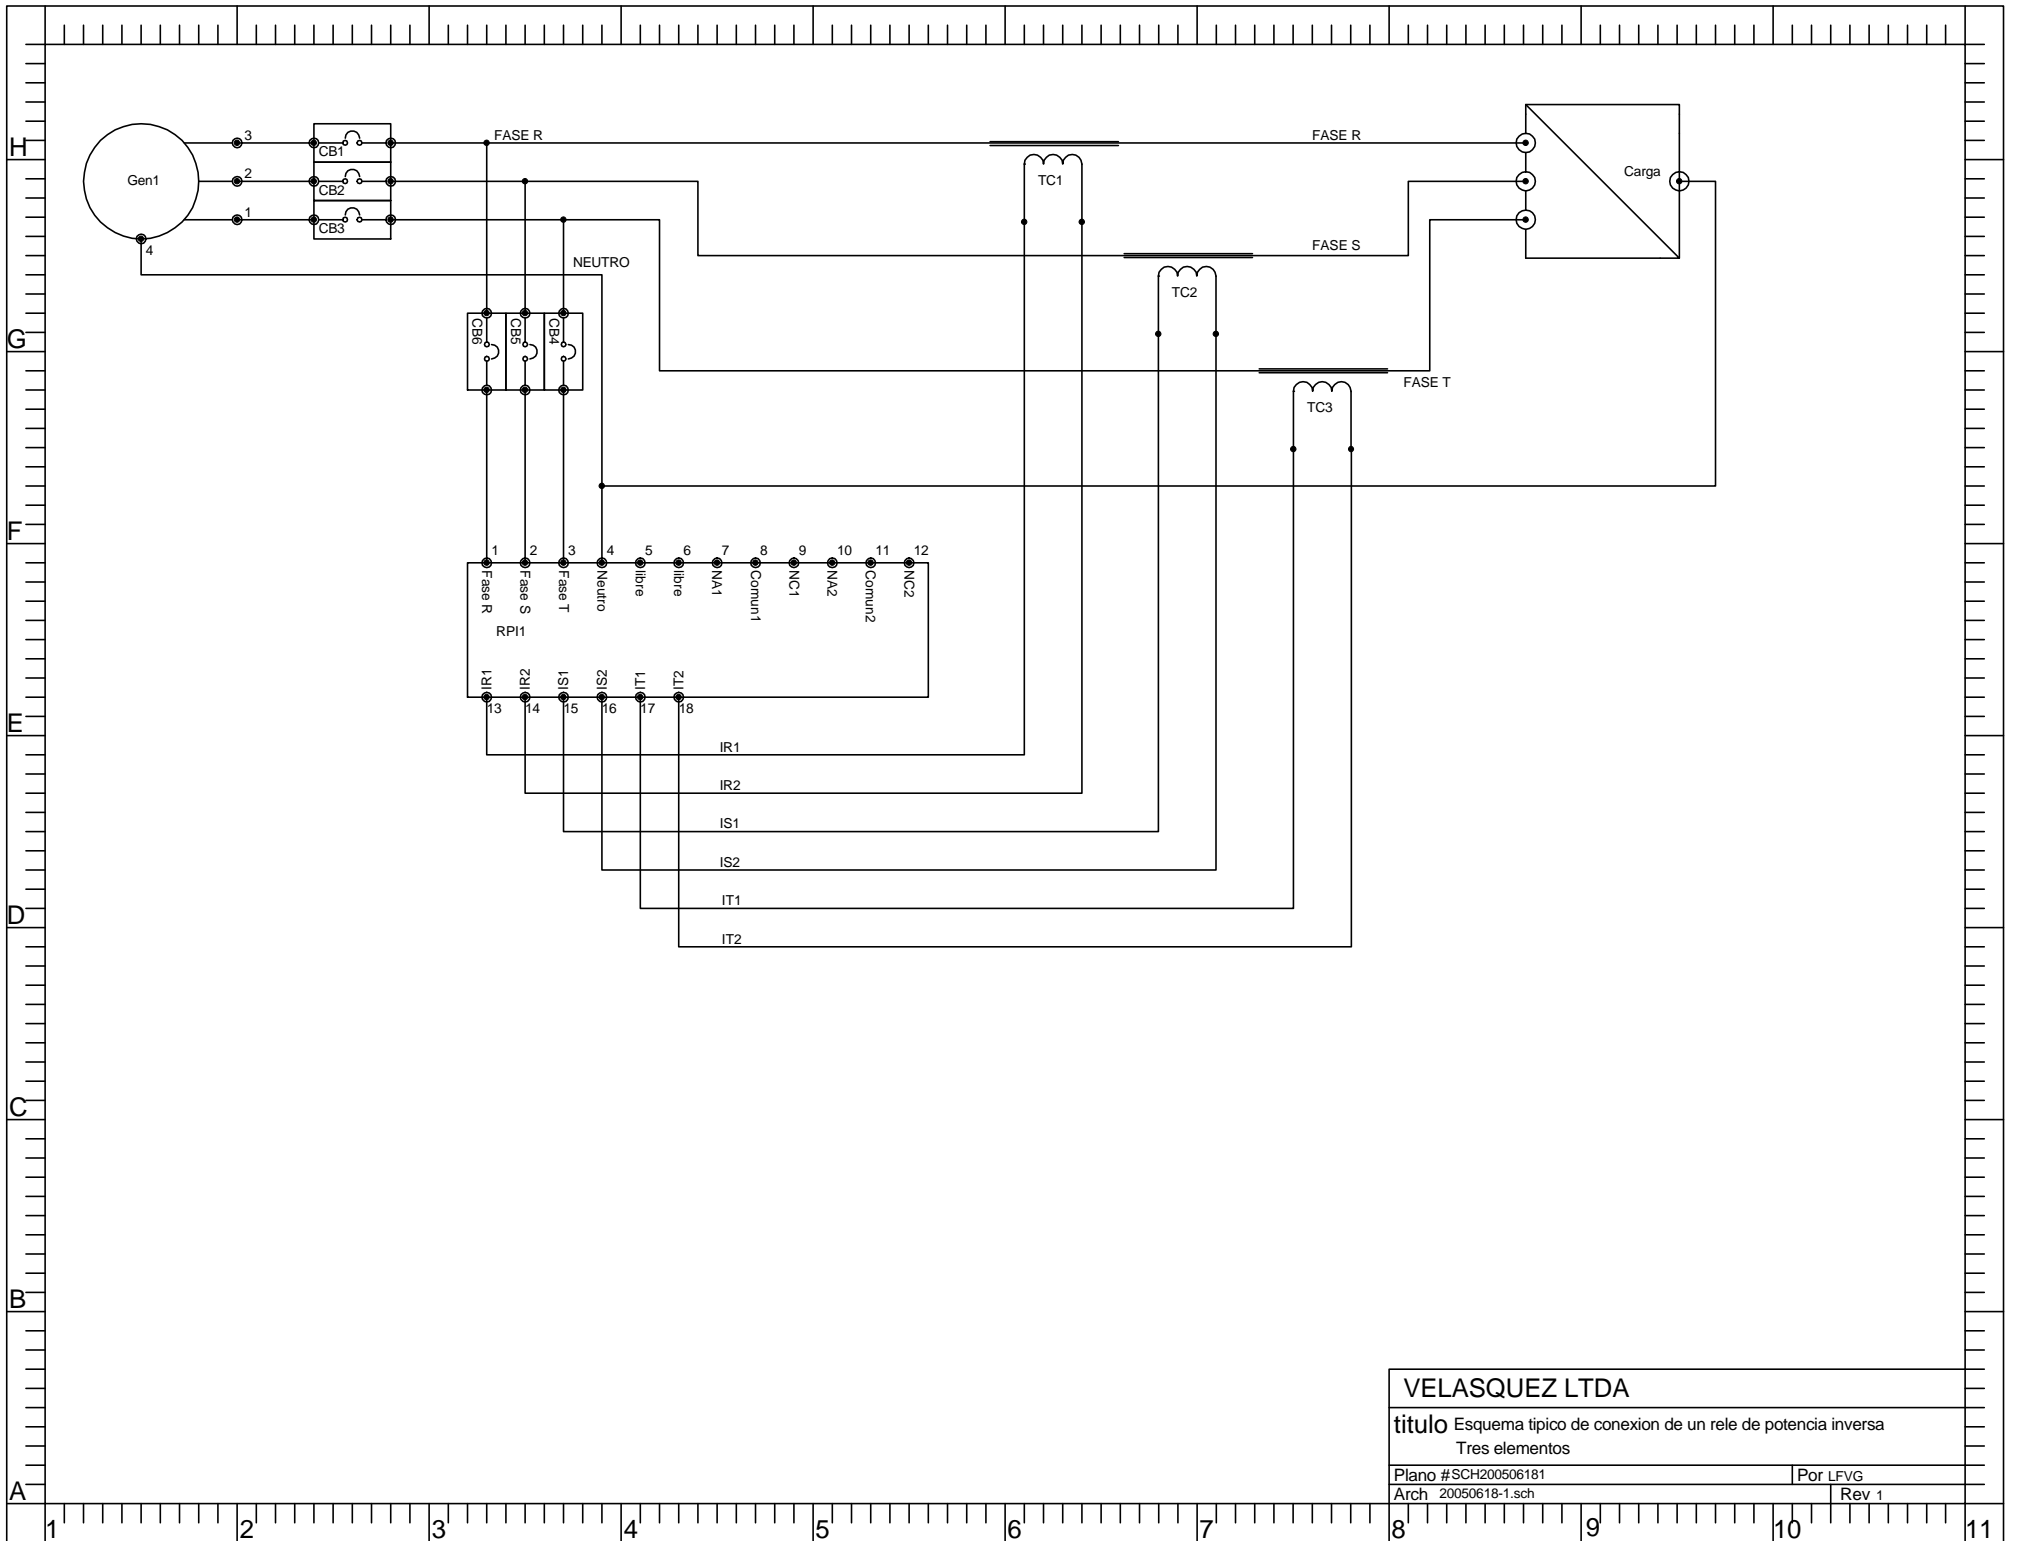 H
G
F
E
D
C
B
A
Gen1
3
2
1
4
CB1
CB2
CB3
FASE R
FASE R
TC1
Carga
NEUTRO
FASE S
TC2
CB6
CB5
CB4
FASE T
TC3
1 2 3 4 5 6 7 8 9 10 11 12
Fase R
Fase S
Fase T
Neutro
libre
libre
NA1
Comun1
NC1
NA2
Comun2
NC2
RPI1
IR1
IR2
IS1
IS2
IT1
IT2
13 14 15 16 17 18
IR1
IR2
IS1
IS2
IT1
IT2
VELASQUEZ LTDA
titulo Esquema tipico de conexion de un rele de potencia inversa
Tres elementos
Plano #SCH200506181 Por LFVG
Arch 20050618-1.sch Rev 1
1 2 3 4 5 6 7 8 9 10 11